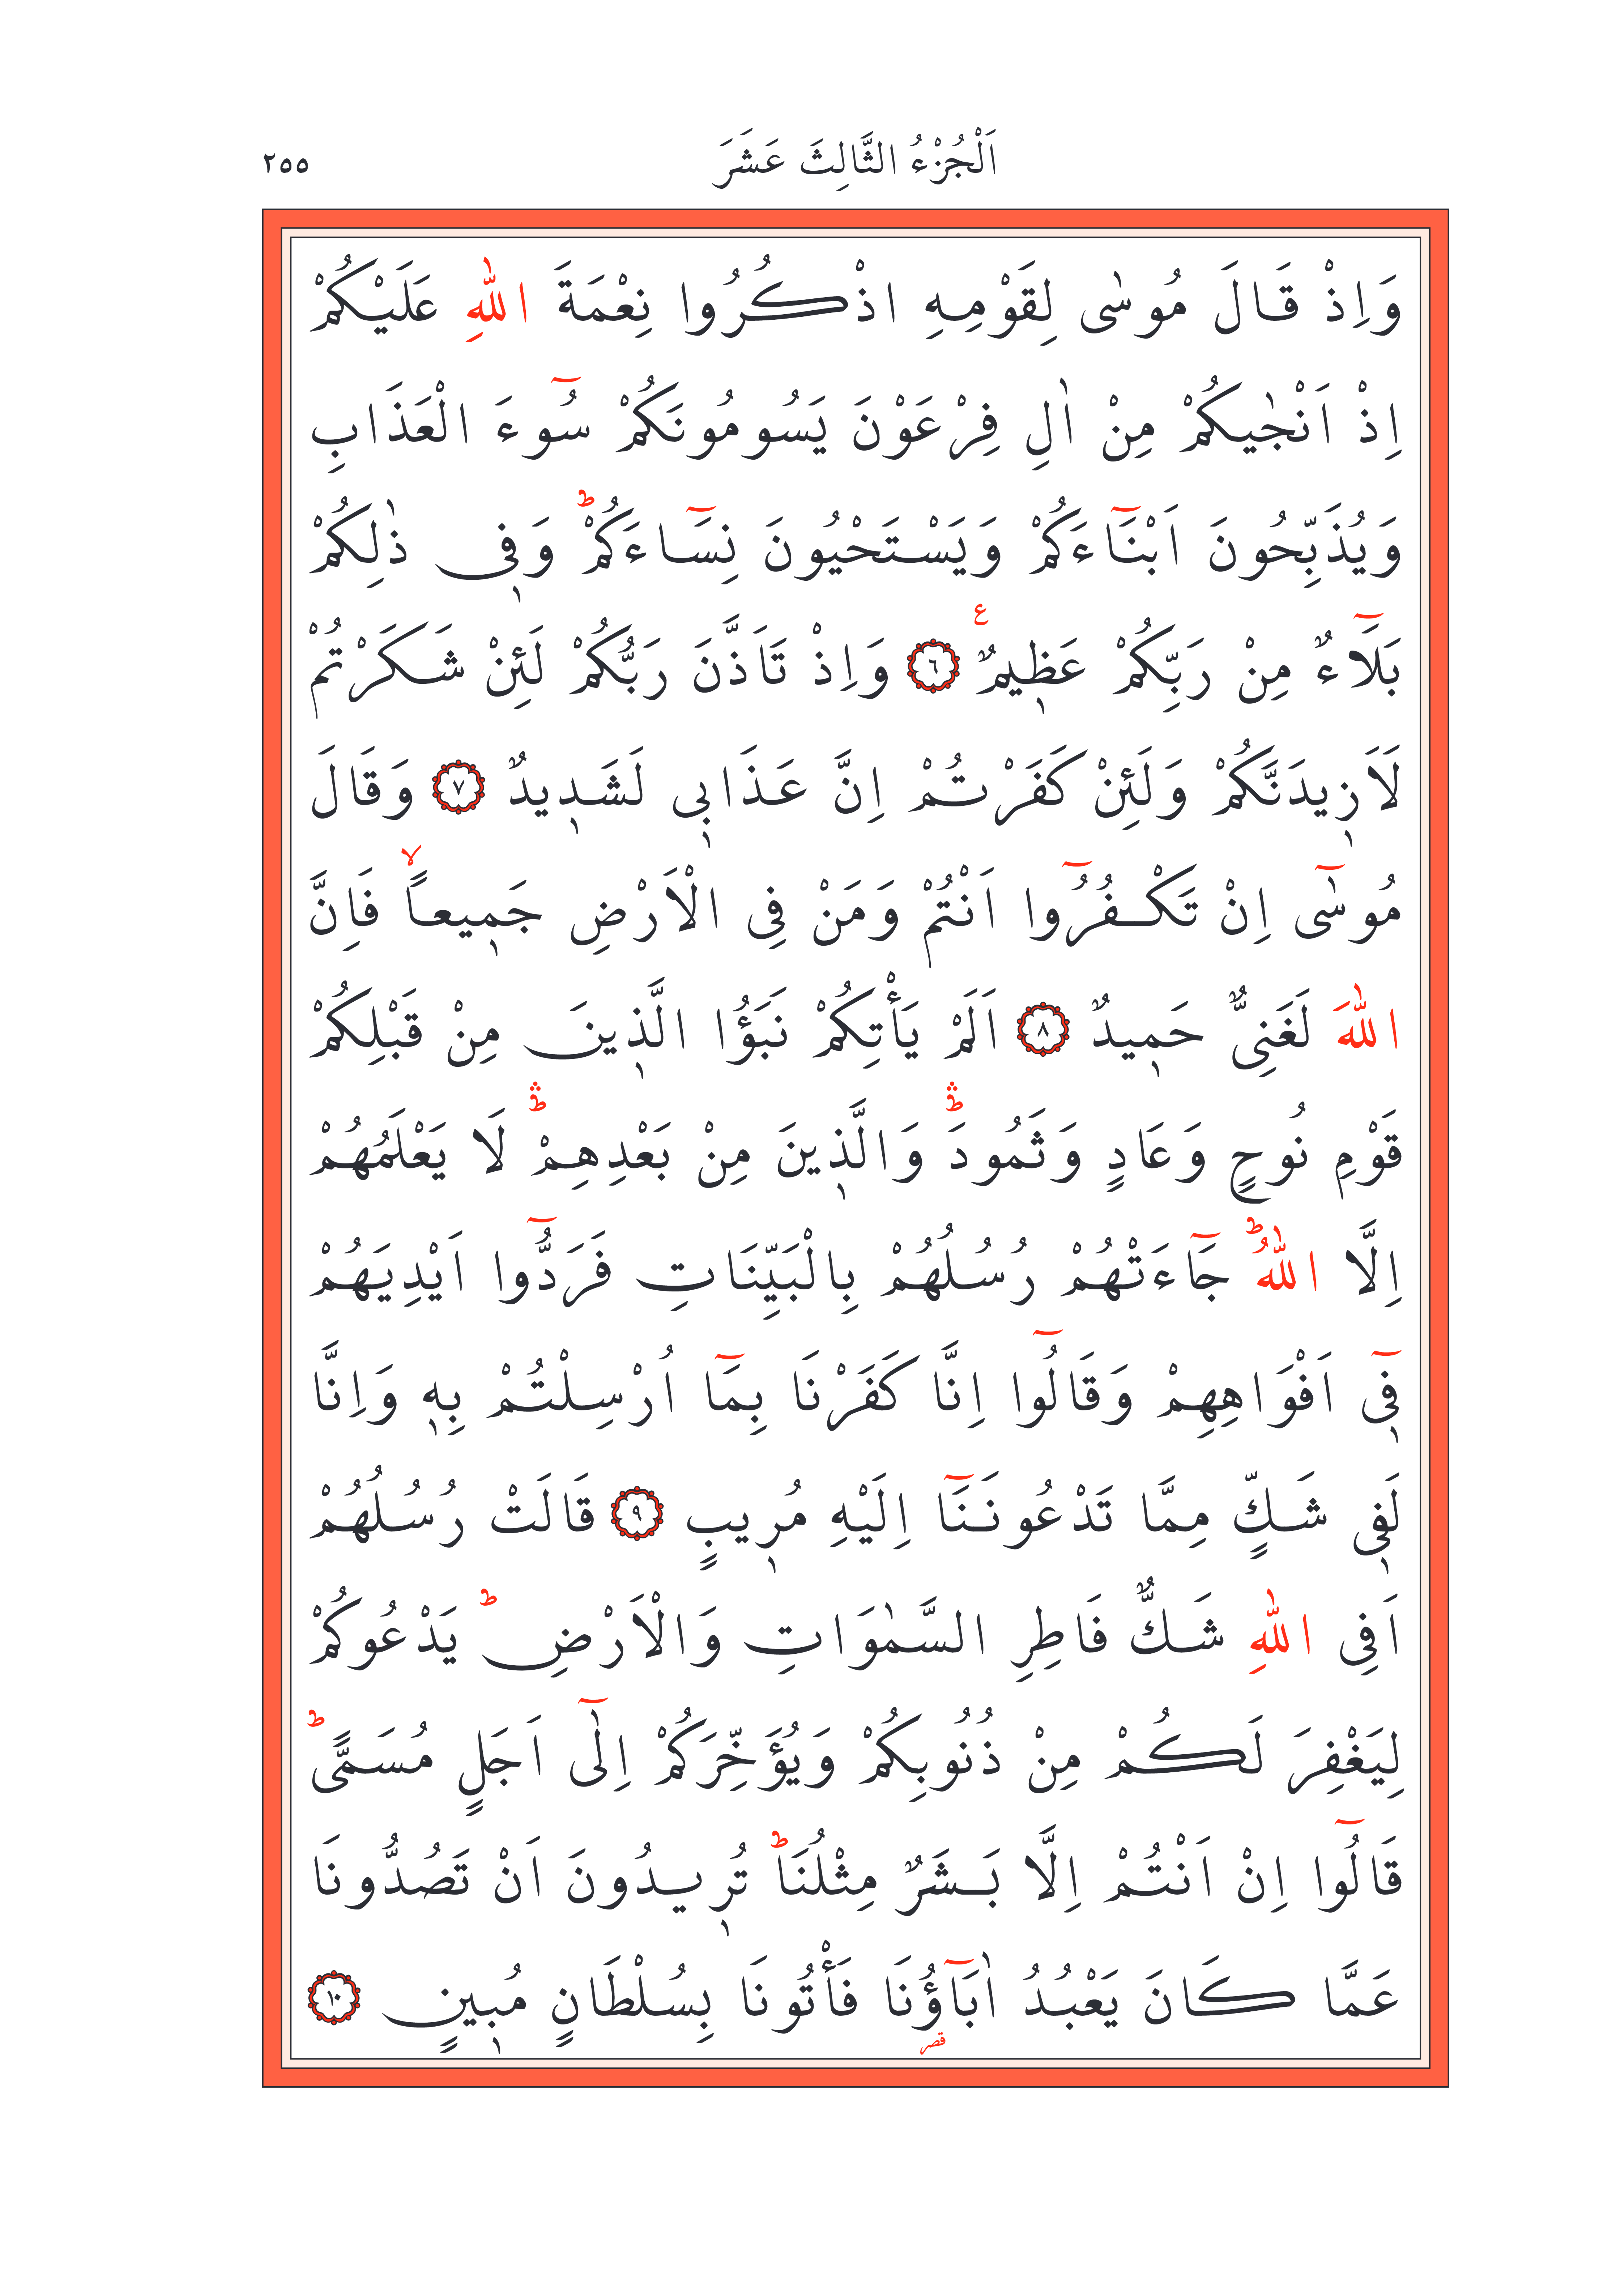 ٢٥٥ اَلْجُزْءُ الثَّالِثَ عَشَرَ
وَاِذْ قَالَ مُوسٰى لِقَوْمِهِ اذْكُرُوا نِعْمَةَ اللّٰهِ عَلَيْكُمْ
اِذْ اَنْجٰيكُمْ مِنْ اٰلِ فِرْعَوْنَ يَسُومُونَكُمْ سُٓوءَ الْعَذَابِ
وَيُذَبِّحُونَ اَبْنَٓاءَكُمْ وَيَسْتَحْيُونَ نِسَٓاءَكُمْۜ وَف۪ي ذٰلِكُمْ
بَلَٓاءٌ مِنْ رَبِّكُمْ عَظ۪يمٌ۟ ﴿٦﴾ وَاِذْ تَاَذَّنَ رَبُّكُمْ لَئِنْ شَكَرْتُمْ
لَاَز۪يدَنَّكُمْ وَلَئِنْ كَفَرْتُمْ اِنَّ عَذَاب۪ي لَشَد۪يدٌ ﴿٧﴾ وَقَالَ
مُوسٰٓى اِنْ تَكْفُرُٓوا اَنْتُمْ وَمَنْ فِي الْاَرْضِ جَم۪يعاًۙ فَاِنَّ
اللّٰهَ لَغَنِيٌّ حَم۪يدٌ ﴿٨﴾ اَلَمْ يَأْتِكُمْ نَبَؤُا الَّذ۪ينَ مِنْ قَبْلِكُمْ
قَوْمِ نُوحٍ وَعَادٍ وَثَمُودَۜۛ وَالَّذ۪ينَ مِنْ بَعْدِهِمْۜۛ لَا يَعْلَمُهُمْ
اِلَّا اللّٰهُۜ جَٓاءَتْهُمْ رُسُلُهُمْ بِالْبَيِّنَاتِ فَرَدُّٓوا اَيْدِيَهُمْ
ف۪ٓي اَفْوَاهِهِمْ وَقَالُٓوا اِنَّا كَفَرْنَا بِمَٓا اُرْسِلْتُمْ بِه۪ وَاِنَّا
لَف۪ي شَكٍّ مِمَّا تَدْعُونَنَٓا اِلَيْهِ مُر۪يبٍ ﴿٩﴾ قَالَتْ رُسُلُهُمْ
اَفِي اللّٰهِ شَكٌّ فَاطِرِ السَّمٰوَاتِ وَالْاَرْضِۜ يَدْعُوكُمْ
لِيَغْفِرَ لَكُمْ مِنْ ذُنُوبِكُمْ وَيُؤَخِّرَكُمْ اِلٰٓى اَجَلٍ مُسَمًّىۜ
قَالُٓوا اِنْ اَنْتُمْ اِلَّا بَشَرٌ مِثْلُنَاۜ تُر۪يدُونَ اَنْ تَصُدُّونَا
عَمَّا كَانَ يَعْبُدُ اٰبَٓاؤُ۬نَا فَأْتُونَا بِسُلْطَانٍ مُب۪ينٍ ﴿١٠﴾
قصر